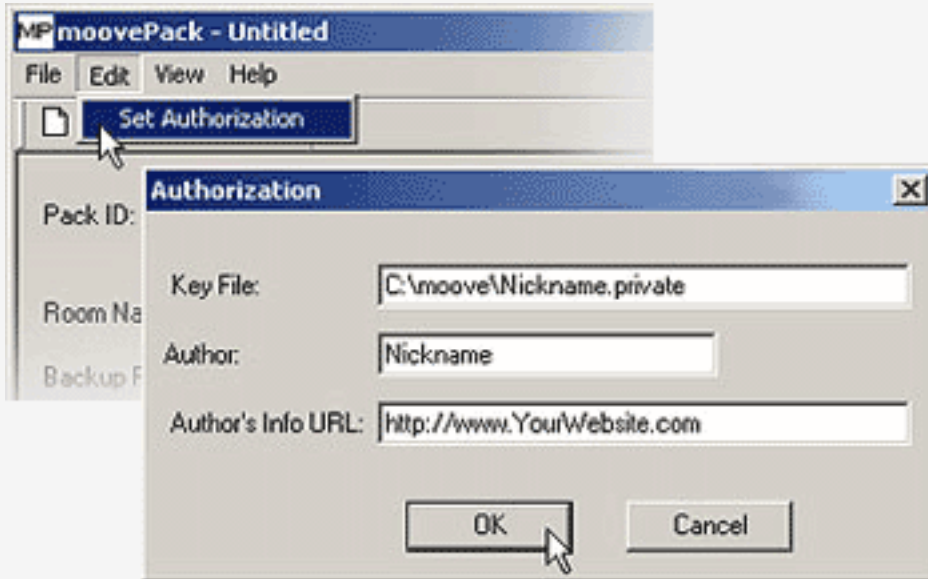 MP moovePack - Untitled
File Edit View Help
Set Authorization
Authorization
Pack ID:
Key File: C:\moove\Nickname.private
Room Na
Author: Nickname
Backup F
Author's Info URL: http://www.YourWebsite.com
OK Cancel